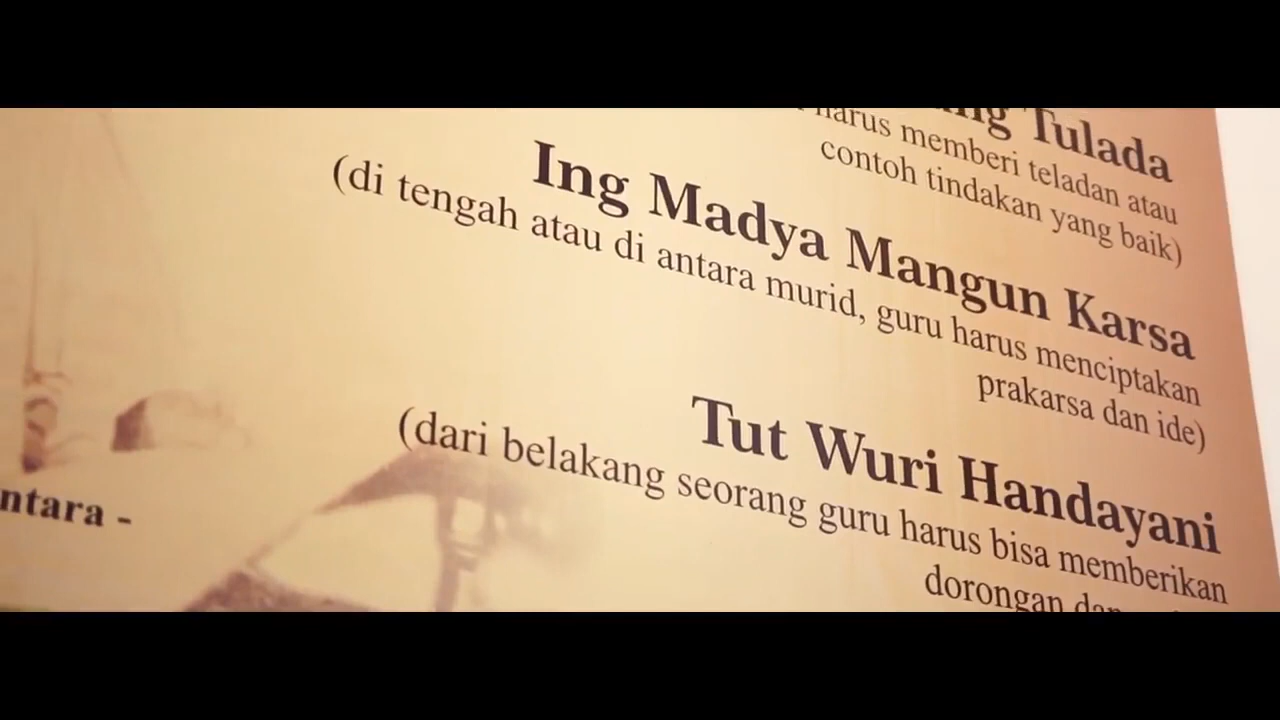 Tulada
harus memberi teladan atau
contoh tindakan yang baik)
Ing Madya Mangun Karsa
(di tengah atau di antara murid, guru harus menciptakan
prakarsa dan ide)
Tut Wuri Handayani
(dari belakang seorang guru harus bisa memberikan
dorongan
ntara -